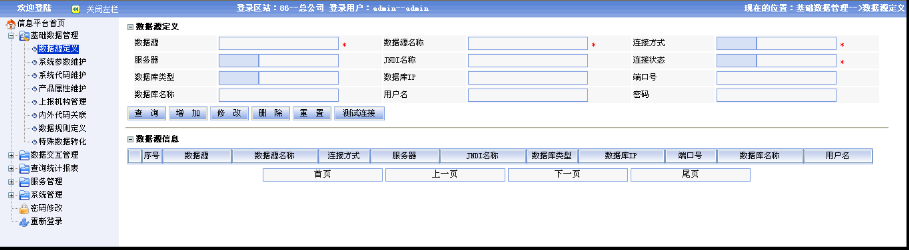 欢迎登陆 关闭左栏 登录区站：86--总公司 登录用户：admin--admin 现在的位置：基础数据管理-->数据源定义
信息平台首页
基础数据管理
数据源定义
系统参数维护
系统代码维护
产品属性维护
上报机构管理
内外代码关联
数据规则定义
特殊数据转化
数据交互管理
查询统计报表
服务管理
系统管理
密码修改
重新登录
数据源定义
数据源 * 数据源名称 * 连接方式 *
服务器 JNDI名称 连接状态 *
数据库类型 数据库IP 端口号
数据库名称 用户名 密码
查 询 增 加 修 改 删 除 重 置 测试连接
数据源信息
序号 数据源 数据源名称 连接方式 服务器 JNDI名称 数据库类型 数据库IP 端口号 数据库名称 用户名
首页 上一页 下一页 尾页